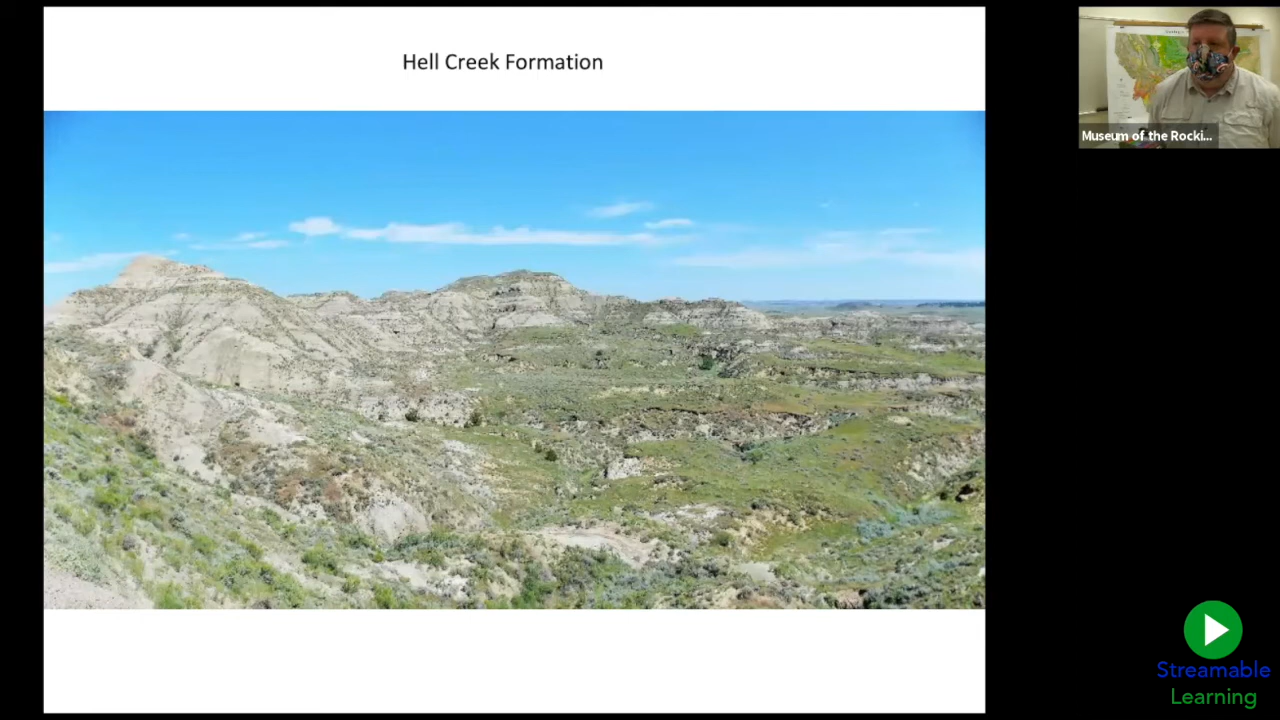 Hell Creek Formation
Museum of the Rocki...
Streamable
Learning